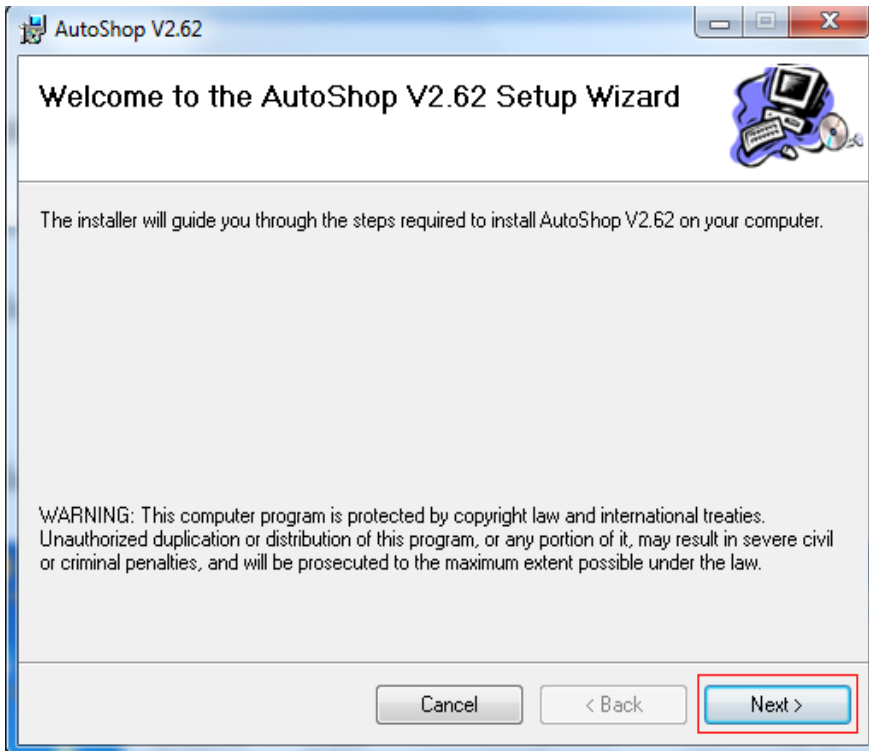 AutoShop V2.62
Welcome to the AutoShop V2.62 Setup Wizard
The installer will guide you through the steps required to install AutoShop V2.62 on your computer.
WARNING: This computer program is protected by copyright law and international treaties.
Unauthorized duplication or distribution of this program, or any portion of it, may result in severe civil
or criminal penalties, and will be prosecuted to the maximum extent possible under the law.
Cancel < Back Next >